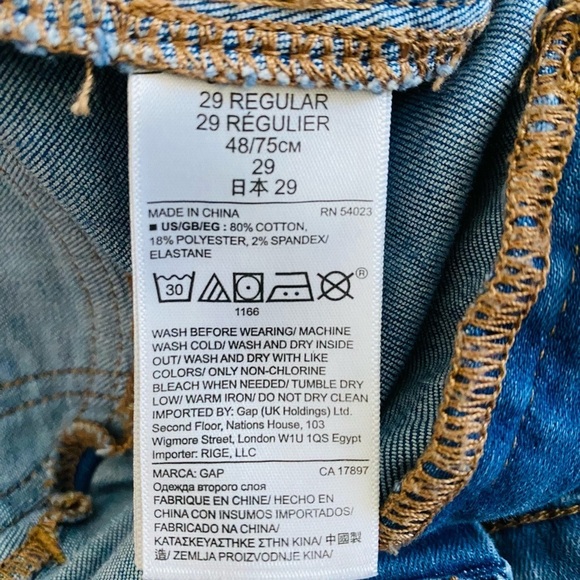 29 REGULAR
29 RÉGULIER
48/75CM
29
日本 29
MADE IN CHINA RN 54023
■ US/GB/EG : 80% COTTON,
18% POLYESTER, 2% SPANDEX/
ELASTANE
30 ®
1166
WASH BEFORE WEARING/ MACHINE
WASH COLD/ WASH AND DRY INSIDE
OUT/ WASH AND DRY WITH LIKE
COLORS/ ONLY NON-CHLORINE
BLEACH WHEN NEEDED/ TUMBLE DRY
LOW/ WARM IRON/ DO NOT DRY CLEAN
IMPORTED BY: Gap (UK Holdings) Ltd.
Second Floor, Nations House, 103
Wigmore Street, London W1U 1QS Egypt
Importer: RIGE, LLC
MARCA: GAP CA 17897
Одежда второго слоя
FABRIQUE EN CHINE/ HECHO EN
CHINA CON INSUMOS IMPORTADOS/
FABRICADO NA CHINA/
ΚΑΤΑΣΚΕΥΑΣΤΗΚΕ ΣΤΗΝ ΚΙΝΑ/ 中國製
造/ ZEMLJA PROIZVODNJE KINA/